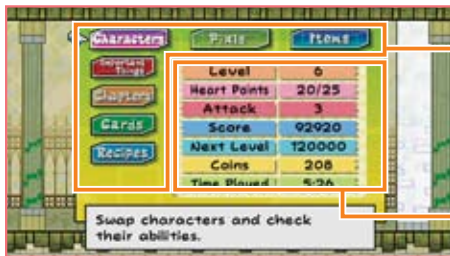 Characters
Pixls
Items
Important Things
Chapters
Cards
Recipes
Level 6
Heart Points 20/25
Attack 3
Score 92920
Next Level 120000
Coins 208
Time Played 5:26
Swap characters and check
their abilities.